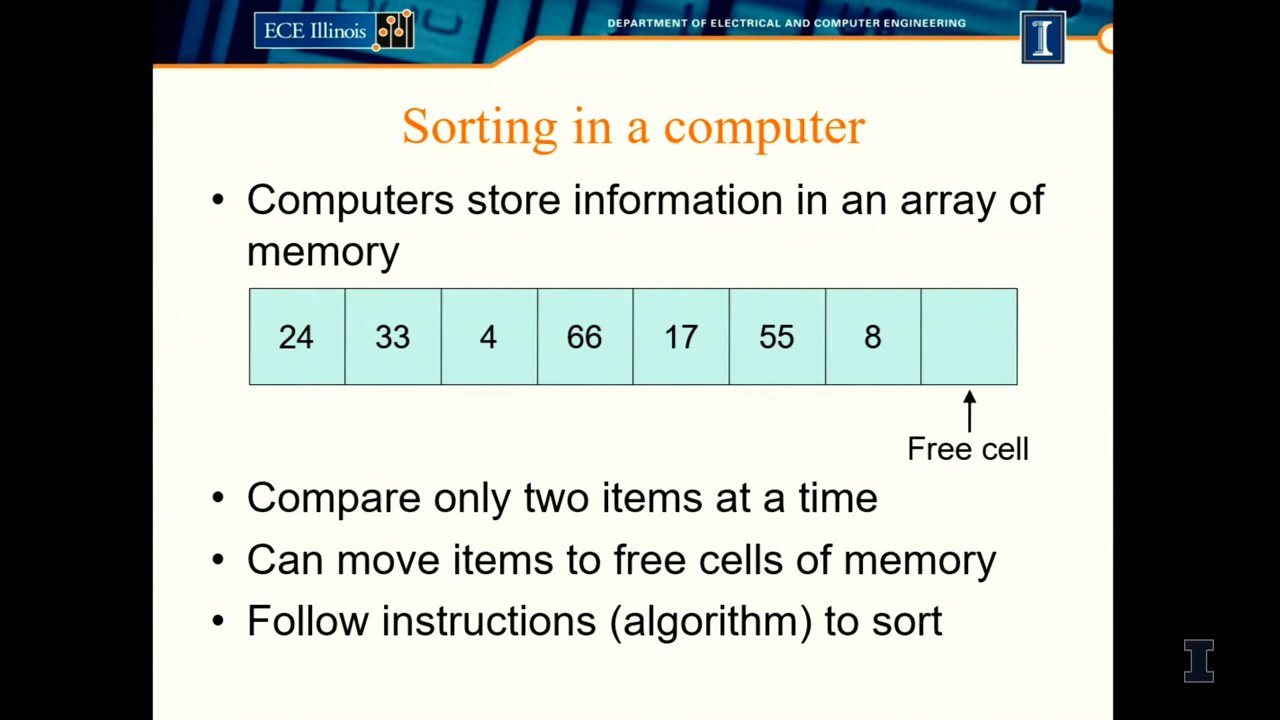 ECE Illinois
DEPARTMENT OF ELECTRICAL AND COMPUTER ENGINEERING
I
Sorting in a computer
• Computers store information in an array of
memory
24 33 4 66 17 55 8
Free cell
• Compare only two items at a time
• Can move items to free cells of memory
• Follow instructions (algorithm) to sort
I